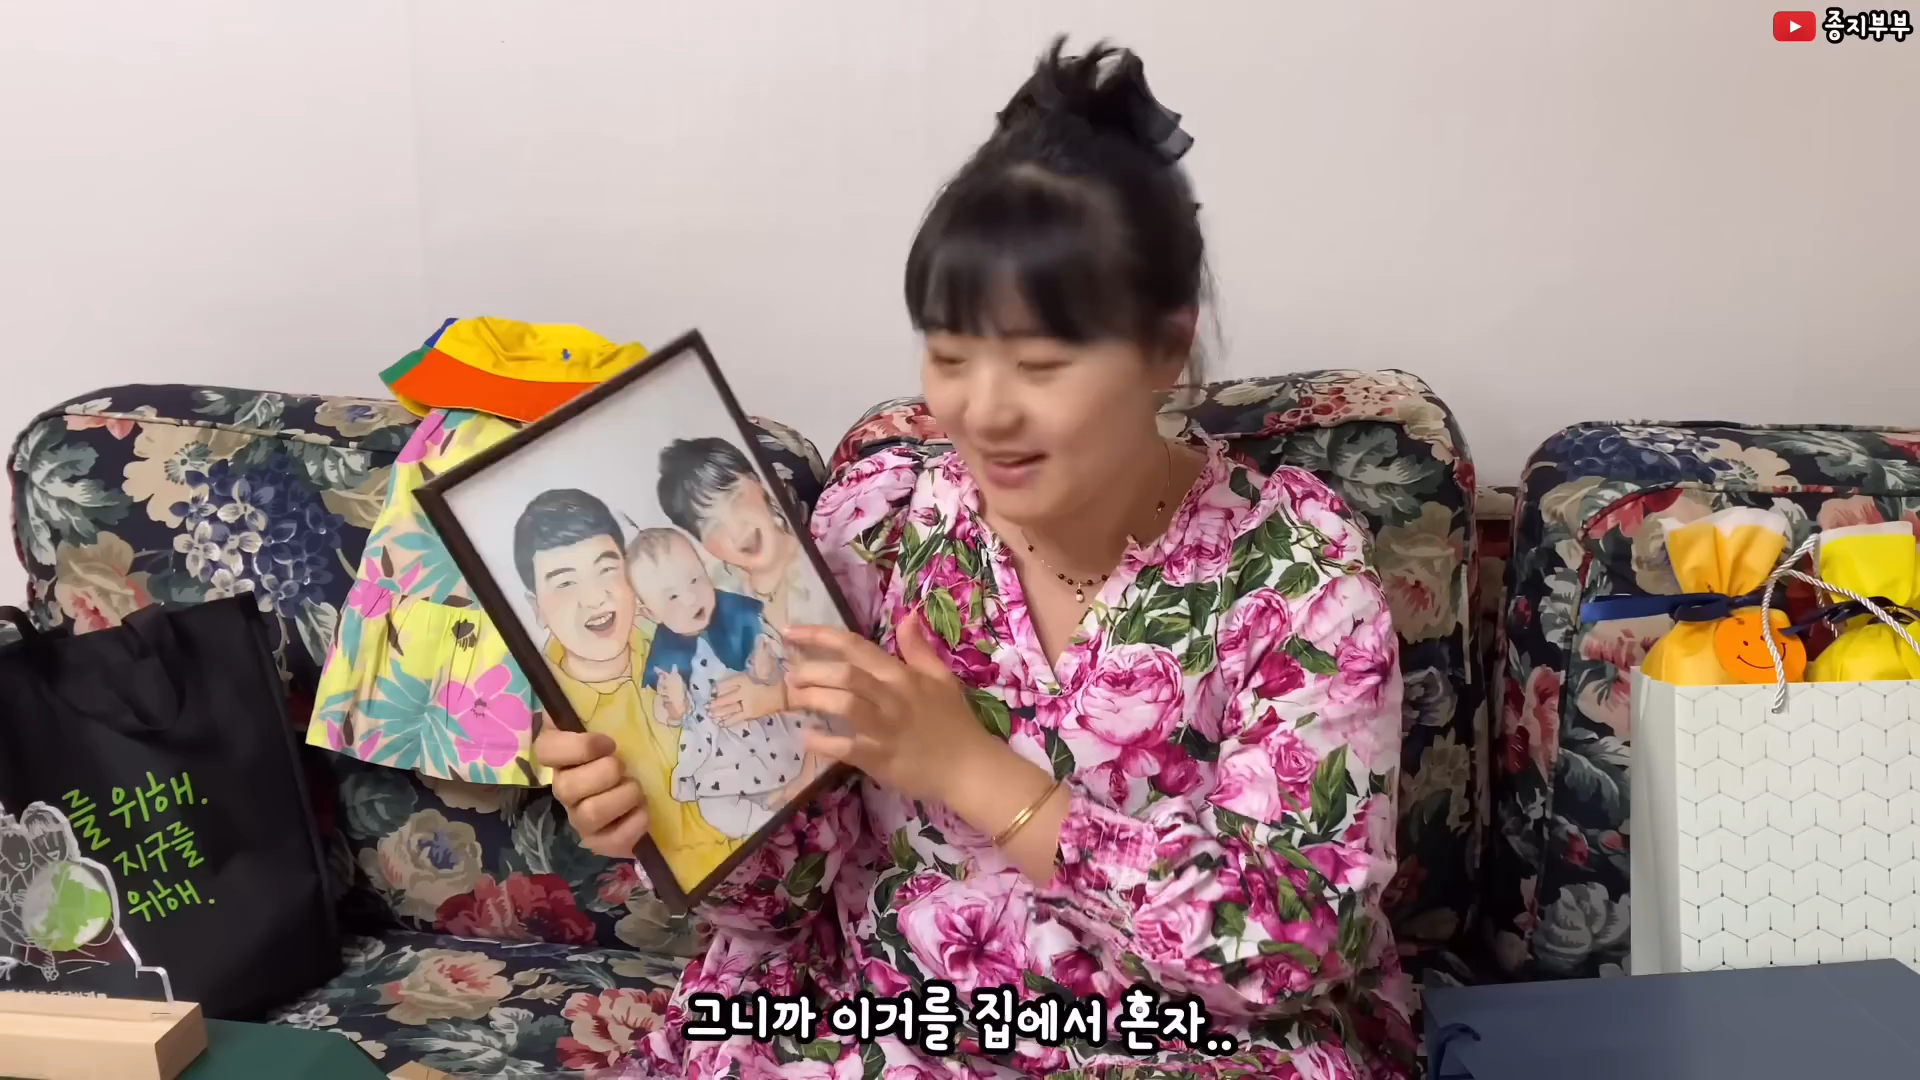 종지부부
를 위해.
지구를
위해.
그니까 이거를 집에서 혼자..